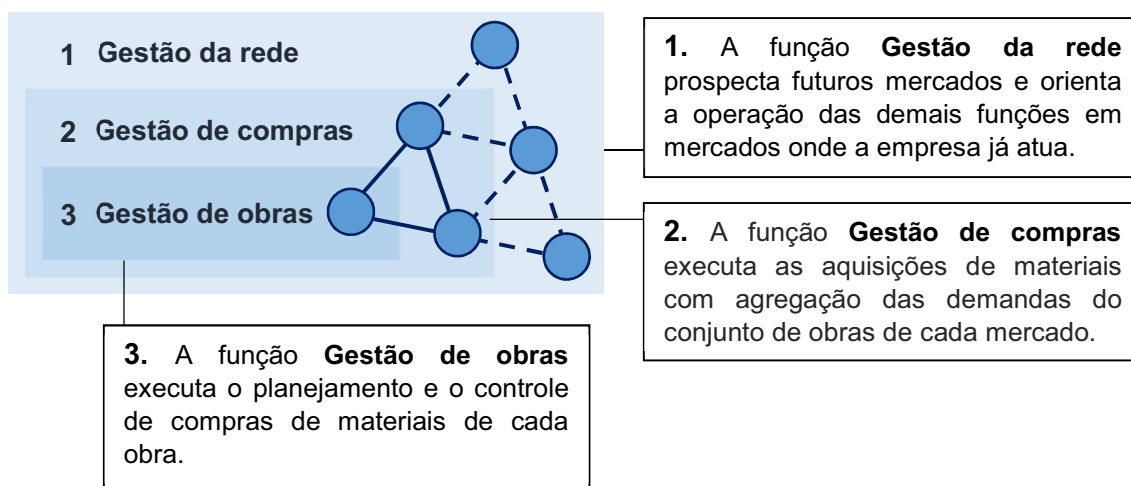 1 Gestão da rede
2 Gestão de compras
3 Gestão de obras
1. A função Gestão da rede
prospecta futuros mercados e orienta
a operação das demais funções em
mercados onde a empresa já atua.
2. A função Gestão de compras
executa as aquisições de materiais
com agregação das demandas do
conjunto de obras de cada mercado.
3. A função Gestão de obras
executa o planejamento e o controle
de compras de materiais de cada
obra.